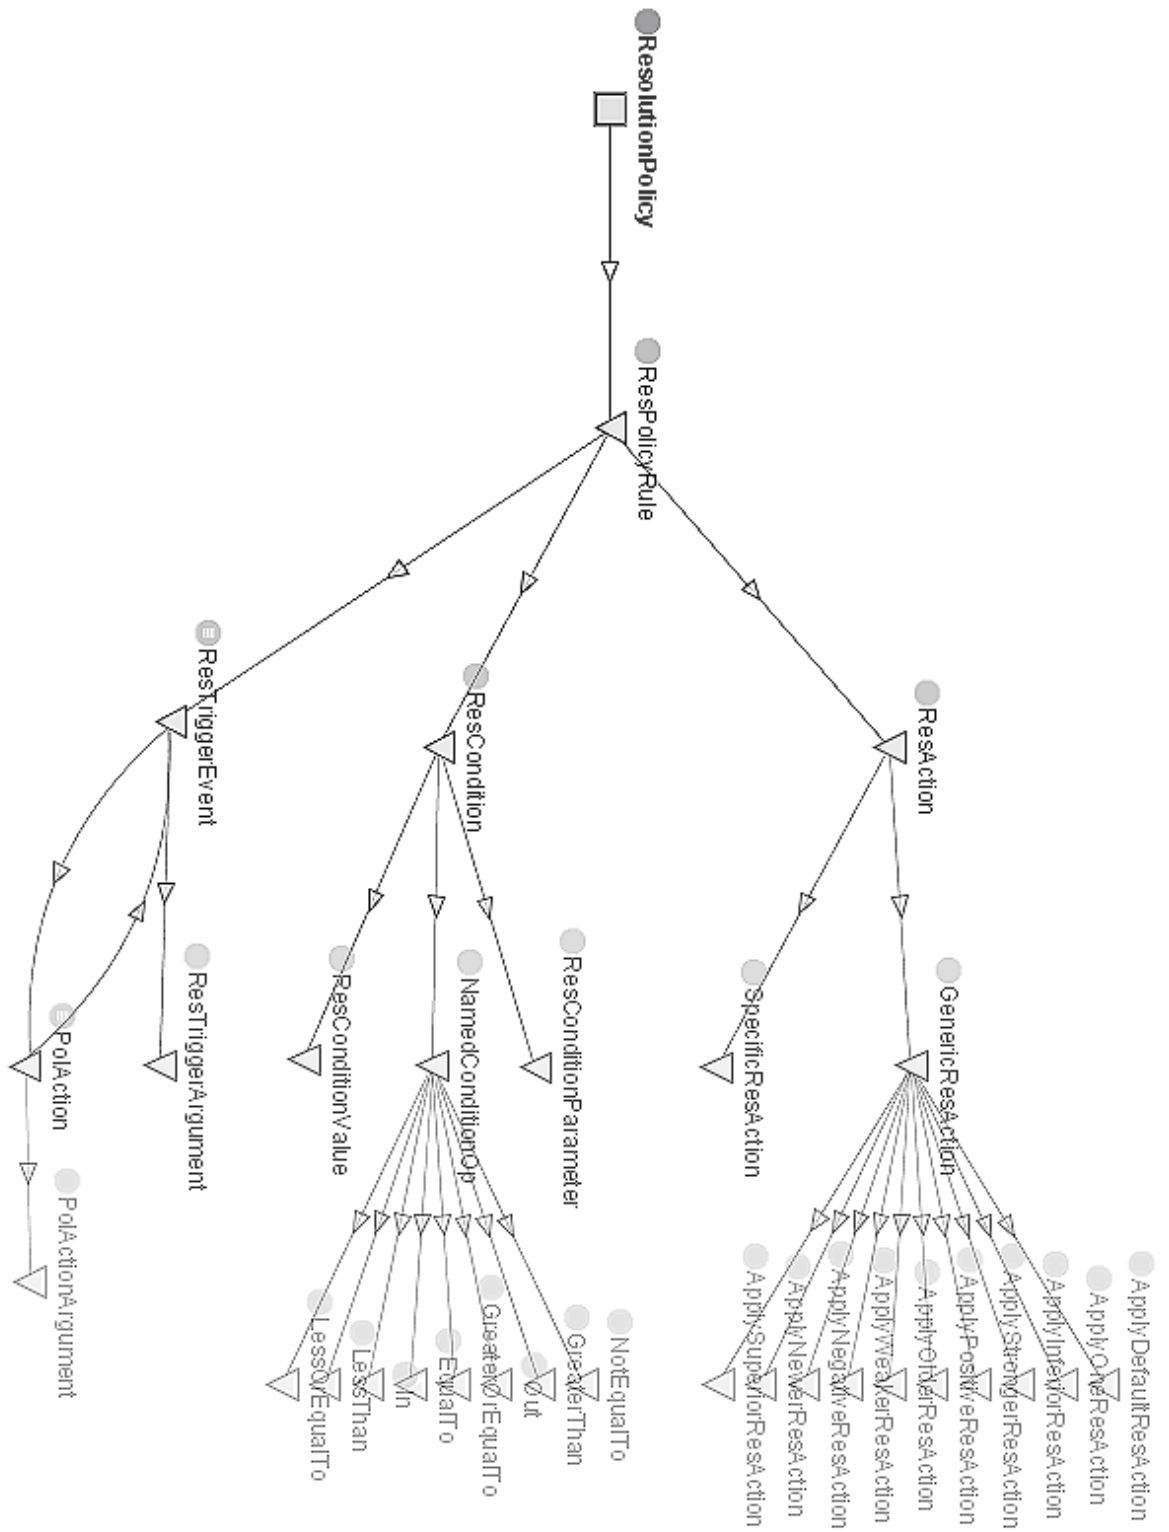 ResolutionPolicy
ResPolicyRule
ResTriggerEvent
ResCondition
ResAction
PolAction
ResTriggerArgument
ResConditionValue
NamedConditionOp
ResConditionParameter
SpecificResAction
GenericResAction
PolActionArgument
LessOrEqualTo
LessThan
In
EqualTo
GreaterOrEqualTo
Out
GreaterThan
NotEqualTo
ApplySuperiorResAction
ApplyNewerResAction
ApplyNegativeResAction
ApplyWeakerResAction
ApplyOlderResAction
ApplyPositiveResAction
ApplyStrongerResAction
ApplyInferiorResAction
ApplyOneResAction
ApplyDefaultResAction